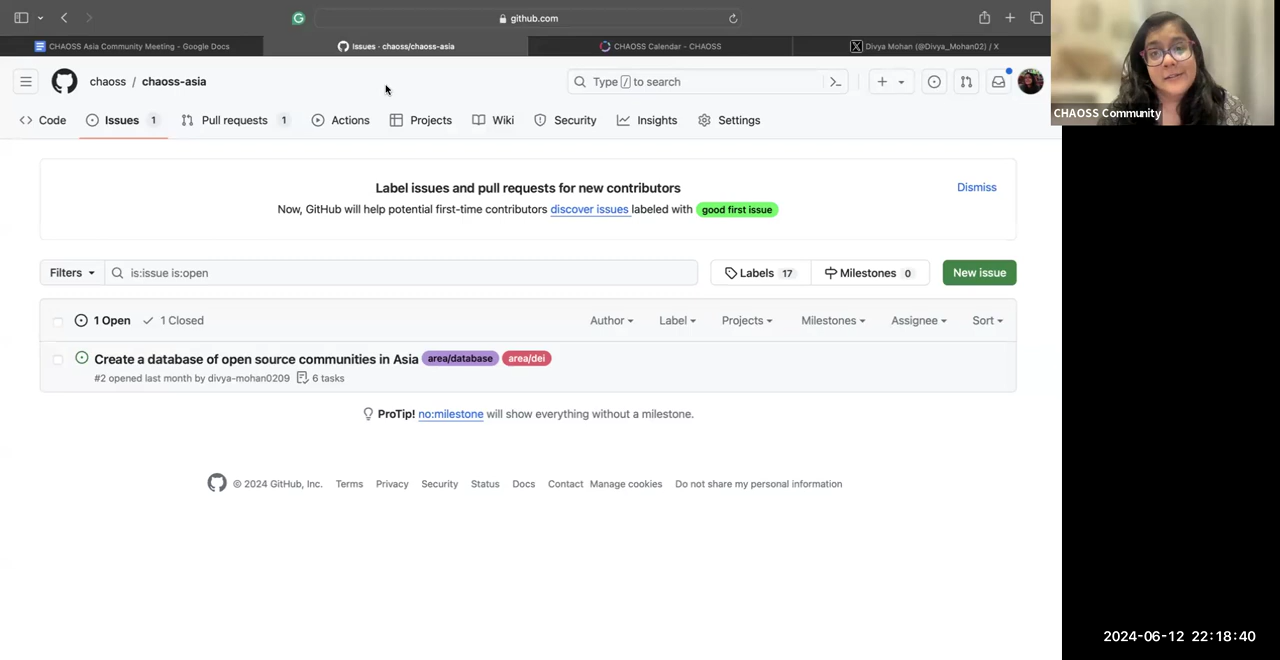 github.com
CHAOSS Asia Community Meeting - Google Docs
Issues · chaoss/chaoss-asia
CHAOSS Calendar - CHAOSS
Divya Mohan (@Divya_Mohan02) / X
chaoss / chaoss-asia
Type / to search
Code
Issues 1
Pull requests 1
Actions
Projects
Wiki
Security
Insights
Settings
CHAOSS Community
Label issues and pull requests for new contributors
Dismiss
Now, GitHub will help potential first-time contributors discover issues labeled with good first issue
Filters
is:issue is:open
Labels 17
Milestones 0
New issue
1 Open
1 Closed
Author
Label
Projects
Milestones
Assignee
Sort
Create a database of open source communities in Asia area/database area/dei
#2 opened last month by divya-mohan0209 6 tasks
ProTip! no:milestone will show everything without a milestone.
© 2024 GitHub, Inc. Terms Privacy Security Status Docs Contact Manage cookies Do not share my personal information
2024-06-12 22:18:40